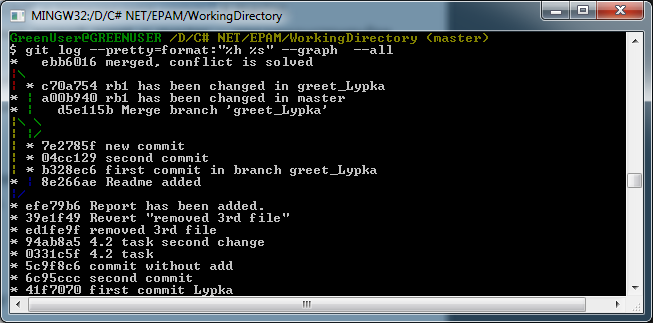 MINGW32:/D/C# NET/EPAM/WorkingDirectory
GreenUser@GREENUSER /D/C# NET/EPAM/WorkingDirectory (master)
$ git log --pretty=format:"%h %s" --graph  --all
*   ebb6016 merged, conflict is solved
|\
| * c70a754 rb1 has been changed in greet_Lypka
* | a00b940 rb1 has been changed in master
* |   d5e115b Merge branch 'greet_Lypka'
|\ \
| |/
| * 7e2785f new commit
| * 04cc129 second commit
| * b328ec6 first commit in branch greet_Lypka
* | 8e266ae Readme added
|/
* efe79b6 Report has been added.
* 39e1f49 Revert "removed 3rd file"
* ed1fe9f removed 3rd file
* 94ab8a5 4.2 task second change
* 0331c5f 4.2 task
* 5c9f8c6 commit without add
* 6c95ccc second commit
* 41f7070 first commit Lypka